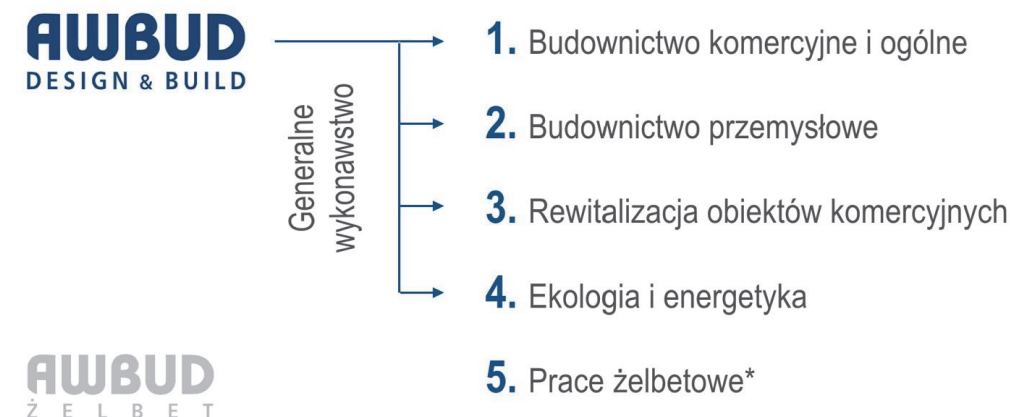 AWBUD
DESIGN & BUILD
Generalne
wykonawstwo
1. Budownictwo komercyjne i ogólne
2. Budownictwo przemysłowe
3. Rewitalizacja obiektów komercyjnych
4. Ekologia i energetyka
AWBUD
ŻELBET
5. Prace żelbetowe*